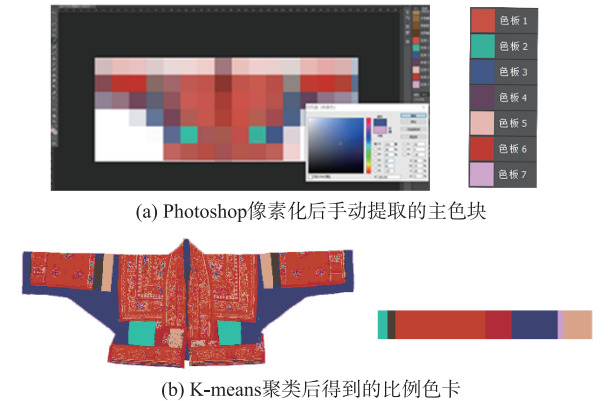 色板 1
色板 2
色板 3
色板 4
色板 5
色板 6
色板 7
(a) Photoshop像素化后手动提取的主色块
(b) K-means聚类后得到的比例色卡